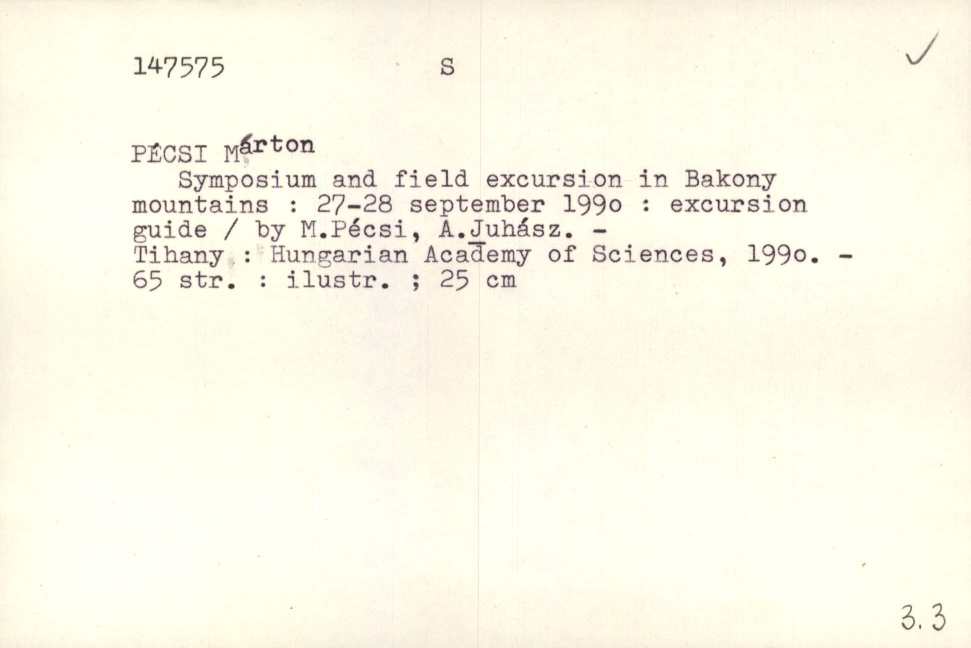 147575 S
PÉCSI Márton
Symposium and field excursion in Bakony
mountains : 27-28 september 199o : excursion
guide / by M.Pécsi, A.Juhász. -
Tihany : Hungarian Academy of Sciences, 199o. -
65 str. : ilustr. ; 25 cm
3.3